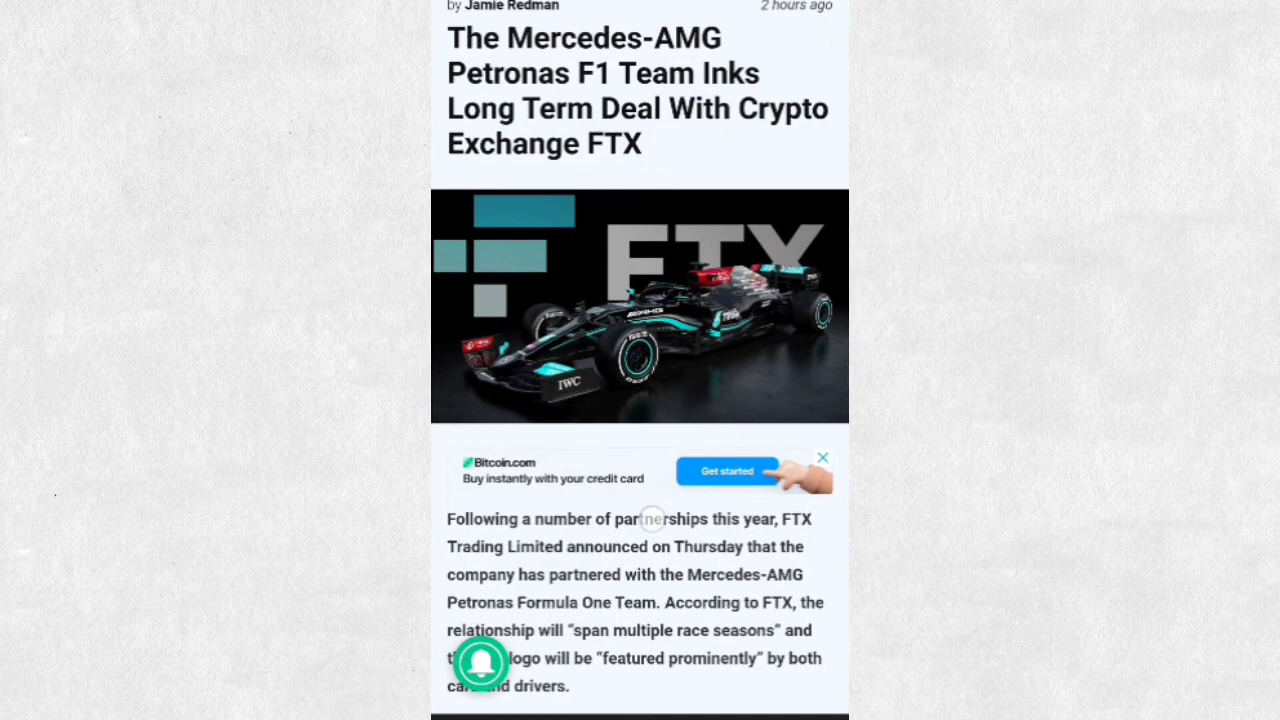 by Jamie Redman
2 hours ago
The Mercedes-AMG
Petronas F1 Team Inks
Long Term Deal With Crypto
Exchange FTX
FTX
AMG
IWC
Bitcoin.com
Buy instantly with your credit card
Get started
Following a number of partnerships this year, FTX
Trading Limited announced on Thursday that the
company has partnered with the Mercedes-AMG
Petronas Formula One Team. According to FTX, the
relationship will “span multiple race seasons” and
logo will be “featured prominently” by both
drivers.